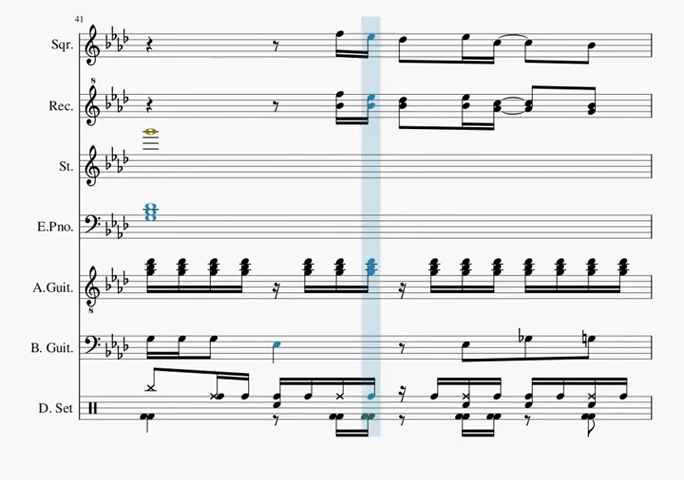 41
Sqr.
8
Rec.
St.
E.Pno.
A.Guit.
8
B. Guit.
D. Set